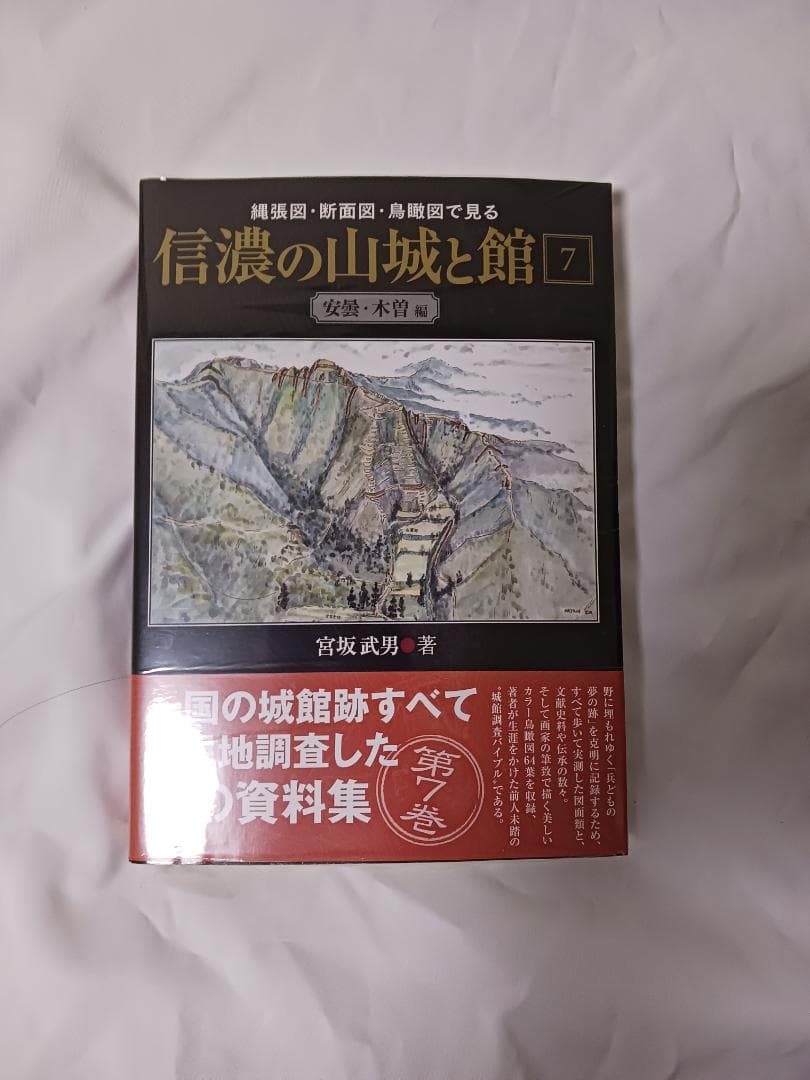 縄張図・断面図・鳥瞰図で見る
信濃の山城と館 7
安曇・木曽 編
宮坂武男●著
国の城館跡すべて
地調査した
資料集
第7巻
野に埋もれゆく「兵どもの
夢の跡」を克明に記録するため、
すべて歩いて実測した図面類と、
文献史料や伝承の数々。
そして画家の筆致で描く美しい
カラー鳥瞰図64葉を収録、
著者が生涯をかけた前人未踏の
“城館調査バイブル”である。